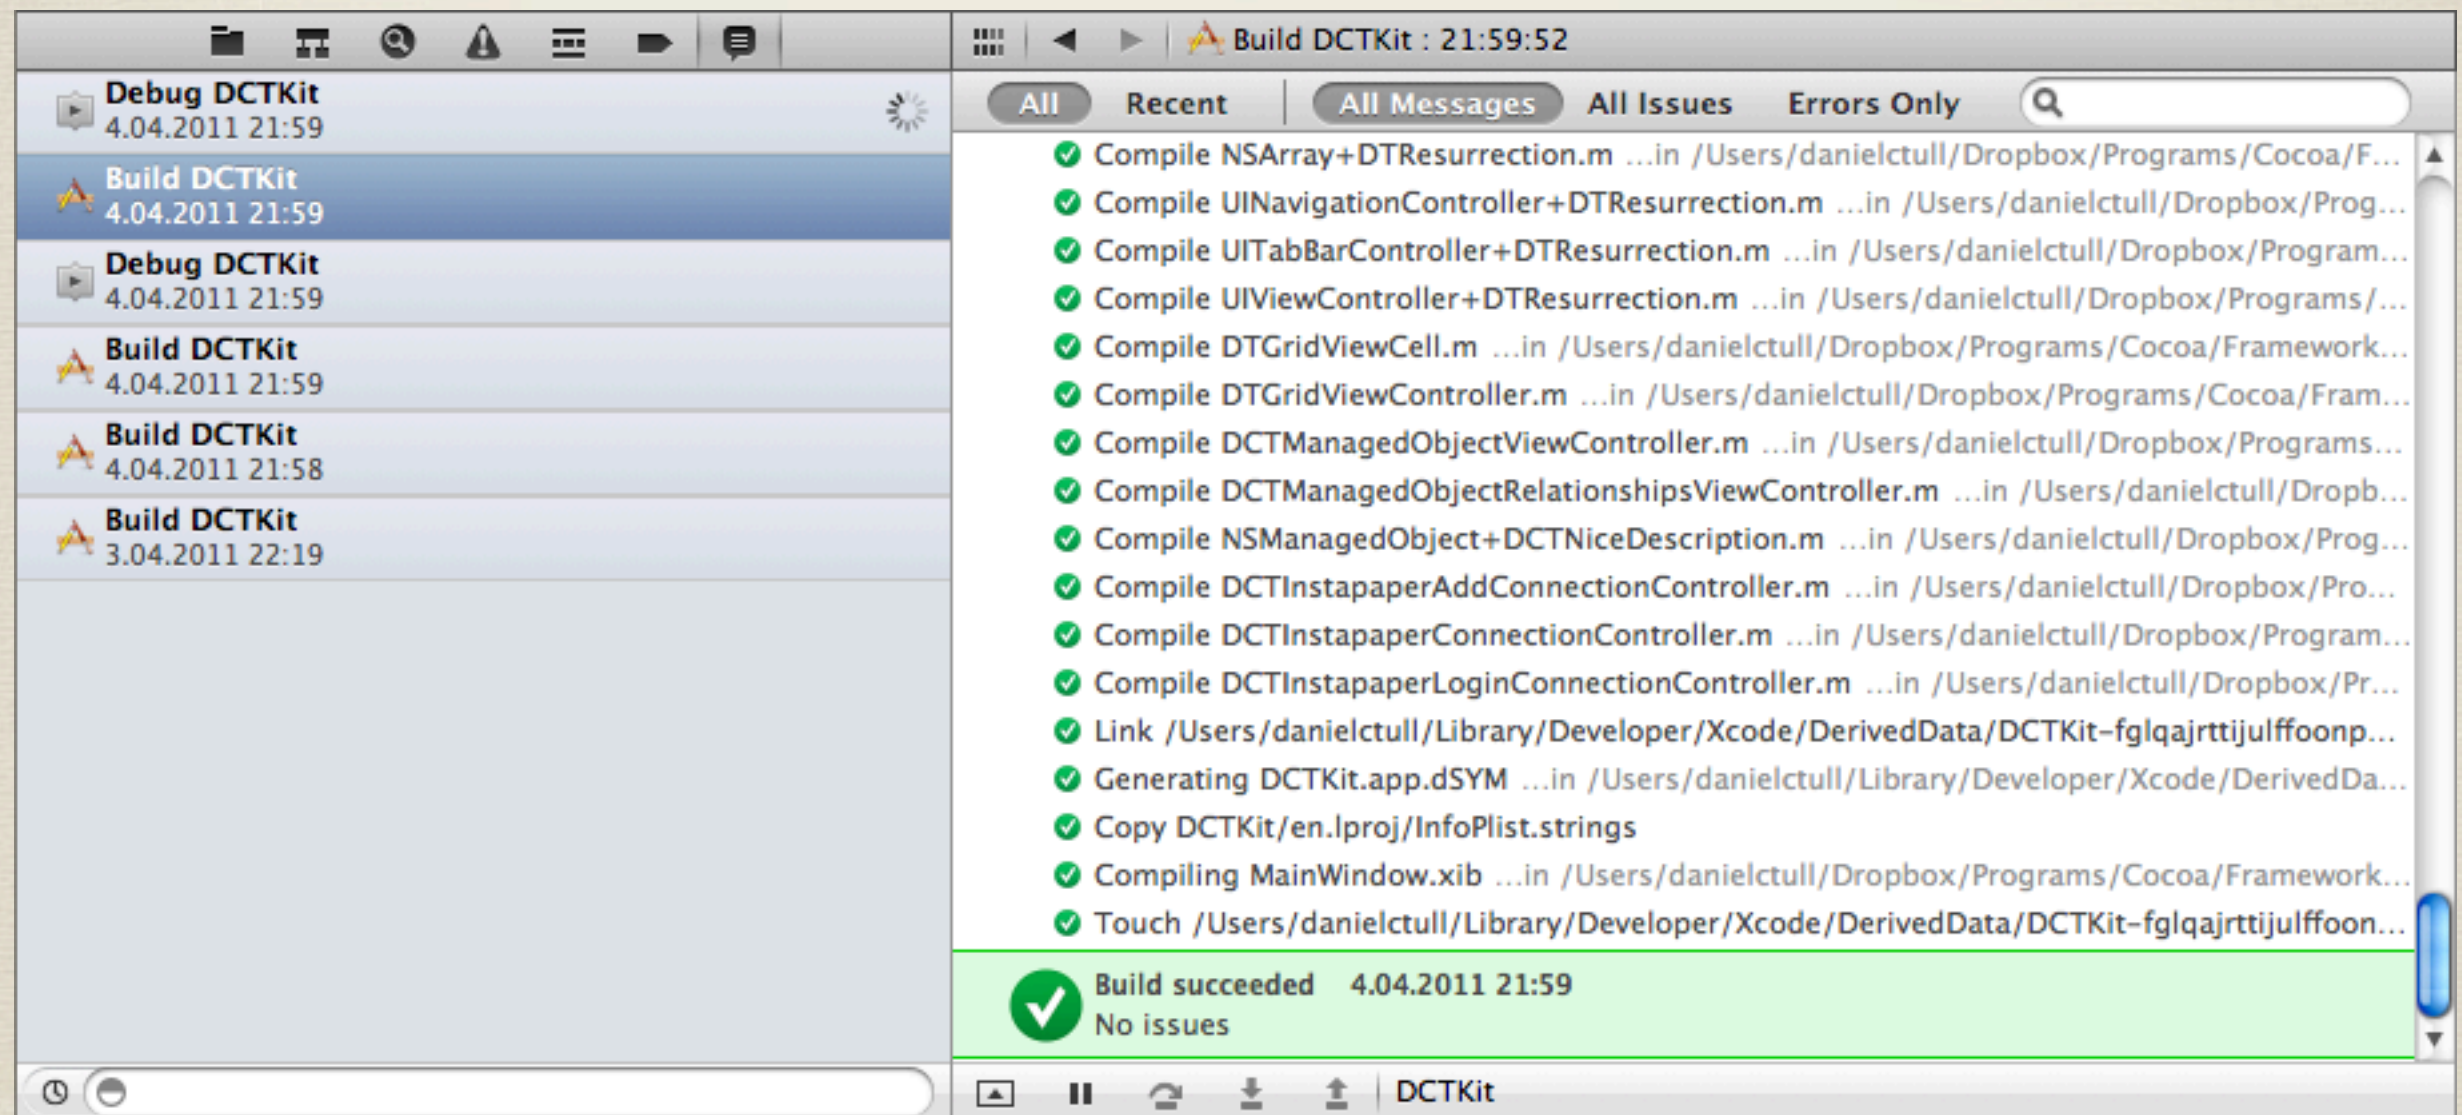 Debug DCTKit
4.04.2011 21:59
Build DCTKit
4.04.2011 21:59
Debug DCTKit
4.04.2011 21:59
Build DCTKit
4.04.2011 21:59
Build DCTKit
4.04.2011 21:58
Build DCTKit
3.04.2011 22:19
Build DCTKit : 21:59:52
All Recent All Messages All Issues Errors Only
Compile NSArray+DTResurrection.m ...in /Users/danielctull/Dropbox/Programs/Cocoa/F...
Compile UINavigationController+DTResurrection.m ...in /Users/danielctull/Dropbox/Prog...
Compile UITabBarController+DTResurrection.m ...in /Users/danielctull/Dropbox/Program...
Compile UIViewController+DTResurrection.m ...in /Users/danielctull/Dropbox/Programs/...
Compile DTGridViewCell.m ...in /Users/danielctull/Dropbox/Programs/Cocoa/Framework...
Compile DTGridViewController.m ...in /Users/danielctull/Dropbox/Programs/Cocoa/Fram...
Compile DCTManagedObjectViewController.m ...in /Users/danielctull/Dropbox/Programs...
Compile DCTManagedObjectRelationshipsViewController.m ...in /Users/danielctull/Dropb...
Compile NSManagedObject+DCTNiceDescription.m ...in /Users/danielctull/Dropbox/Prog...
Compile DCTInstapaperAddConnectionController.m ...in /Users/danielctull/Dropbox/Pro...
Compile DCTInstapaperConnectionController.m ...in /Users/danielctull/Dropbox/Program...
Compile DCTInstapaperLoginConnectionController.m ...in /Users/danielctull/Dropbox/Pr...
Link /Users/danielctull/Library/Developer/Xcode/DerivedData/DCTKit-fglqajrttijulffoonp...
Generating DCTKit.app.dSYM ...in /Users/danielctull/Library/Developer/Xcode/DerivedDa...
Copy DCTKit/en.lproj/InfoPlist.strings
Compiling MainWindow.xib ...in /Users/danielctull/Dropbox/Programs/Cocoa/Framework...
Touch /Users/danielctull/Library/Developer/Xcode/DerivedData/DCTKit-fglqajrttijulffoon...
Build succeeded 4.04.2011 21:59
No issues
DCTKit